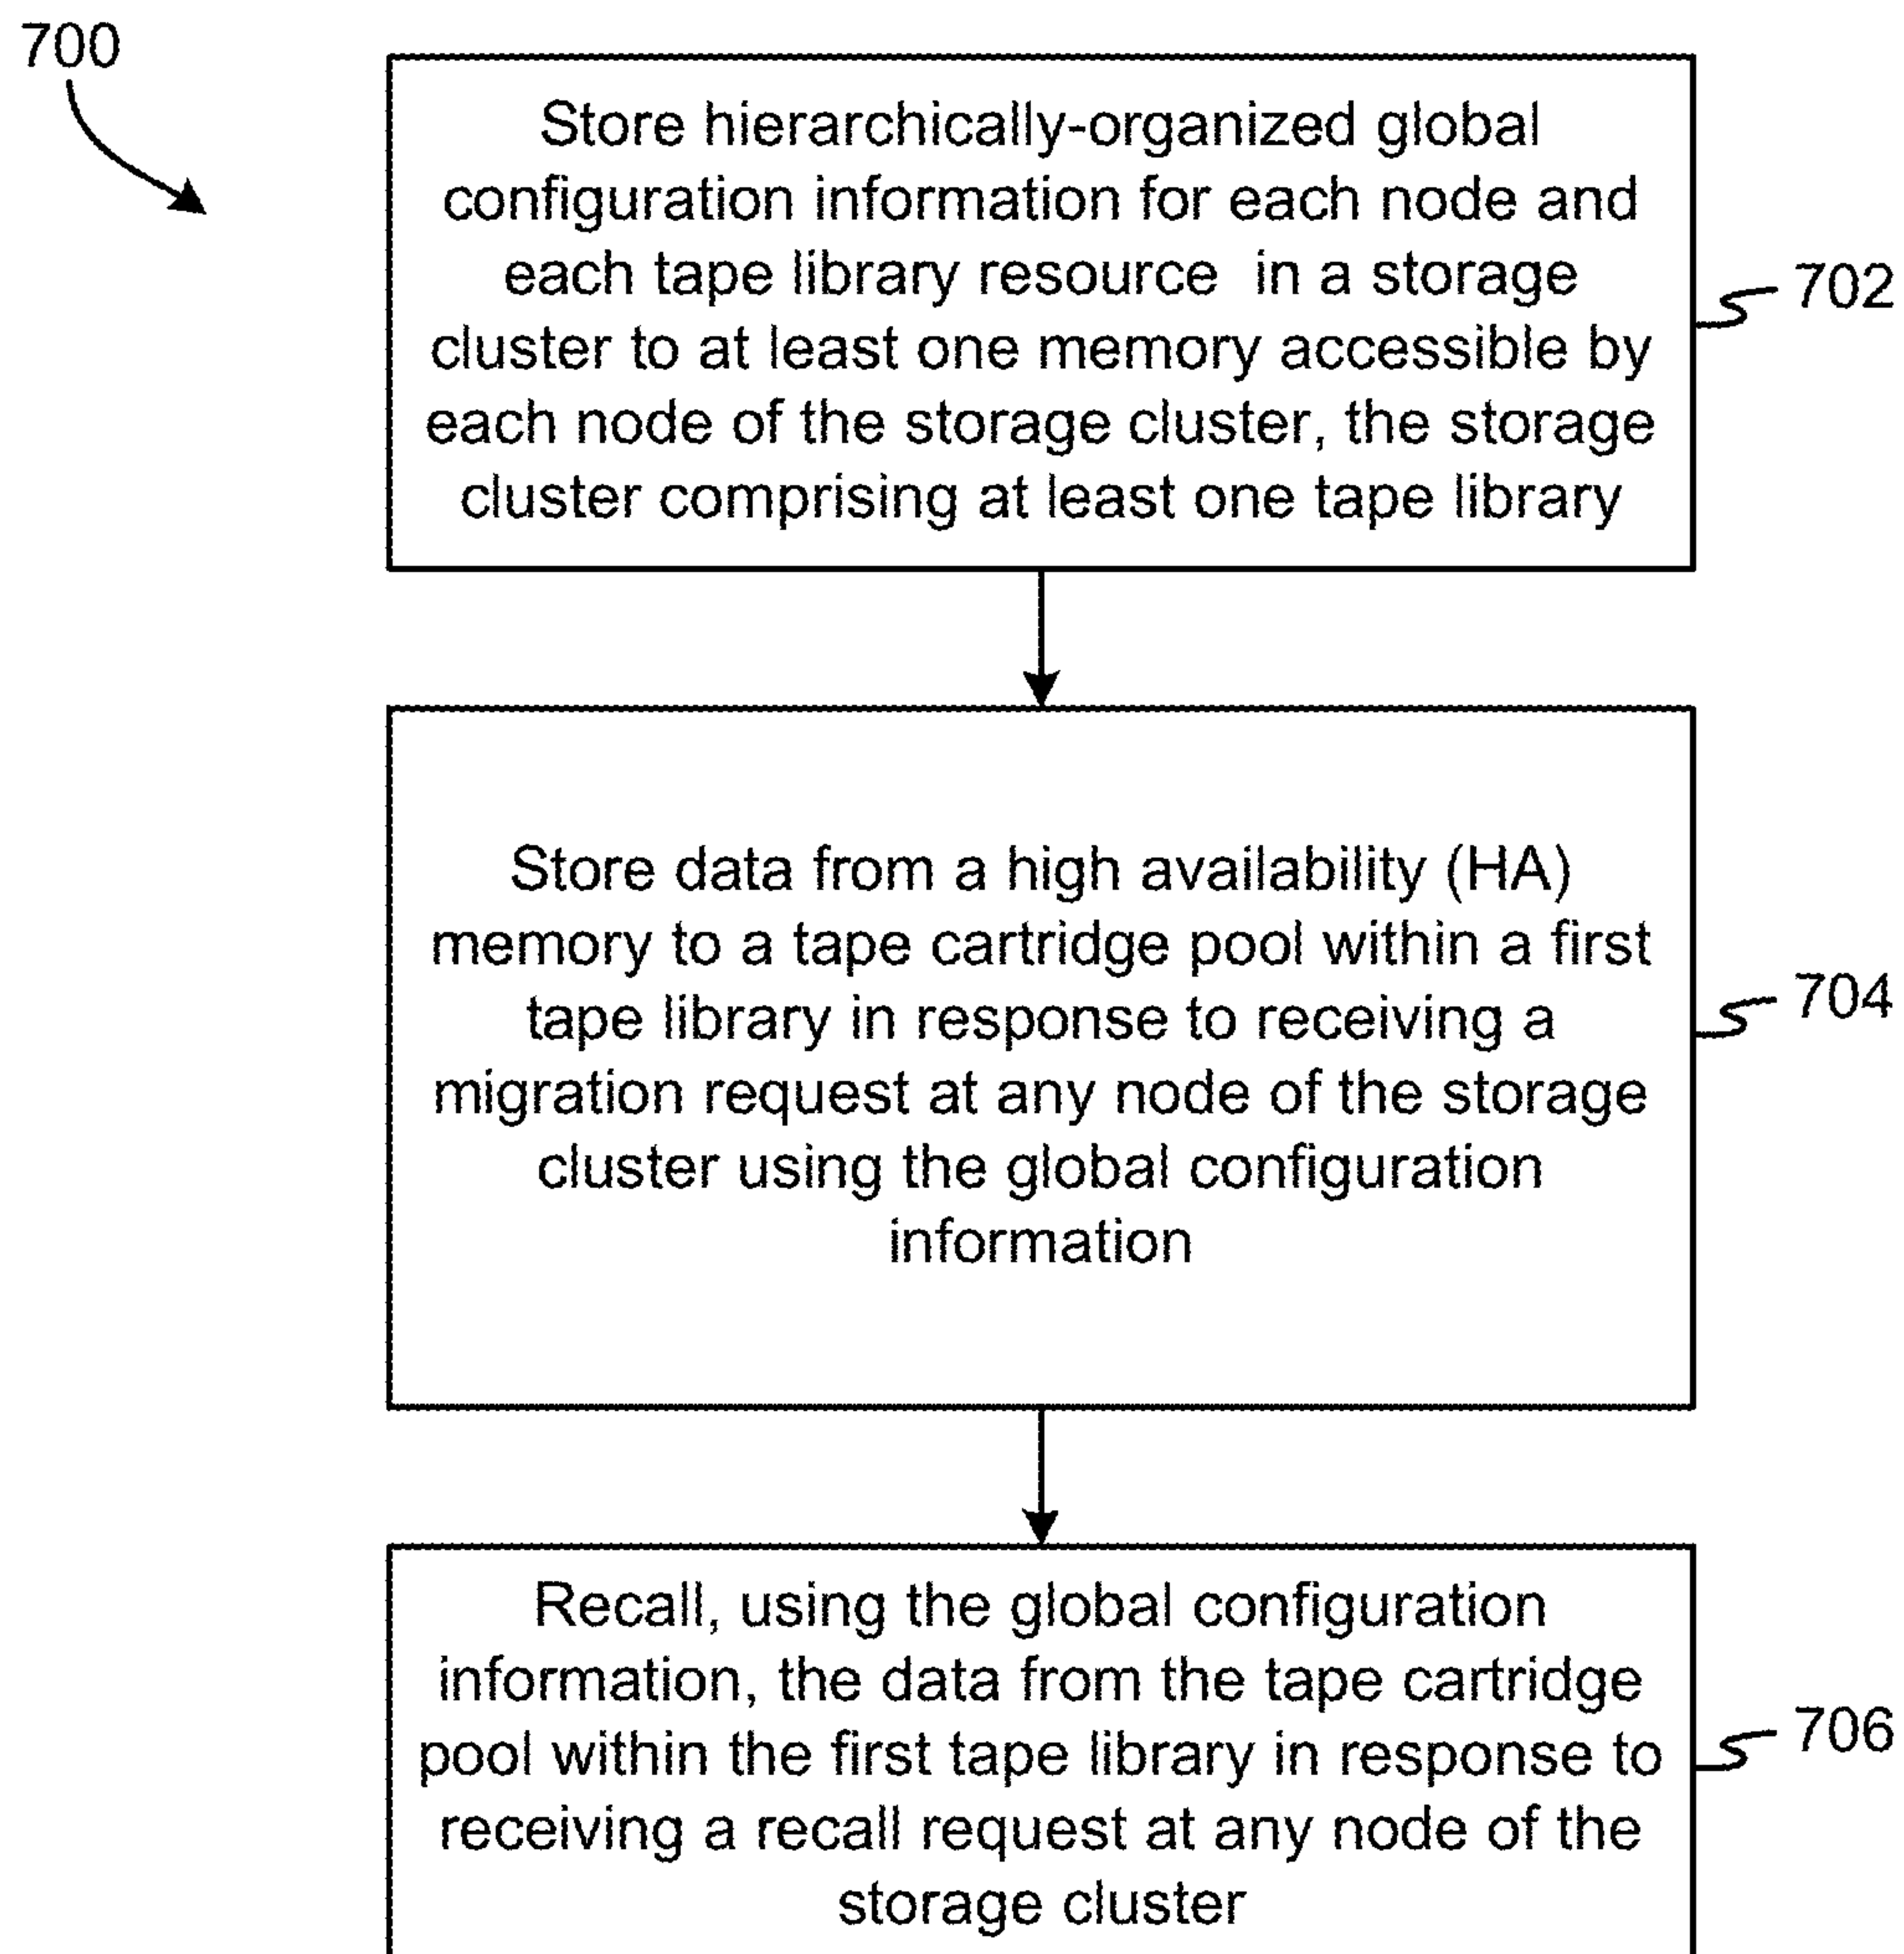 700
Store hierarchically-organized global
configuration information for each node and
each tape library resource in a storage
cluster to at least one memory accessible by
each node of the storage cluster, the storage
cluster comprising at least one tape library
702
Store data from a high availability (HA)
memory to a tape cartridge pool within a first
tape library in response to receiving a
migration request at any node of the storage
cluster using the global configuration
information
704
Recall, using the global configuration
information, the data from the tape cartridge
pool within the first tape library in response to
receiving a recall request at any node of the
storage cluster
706